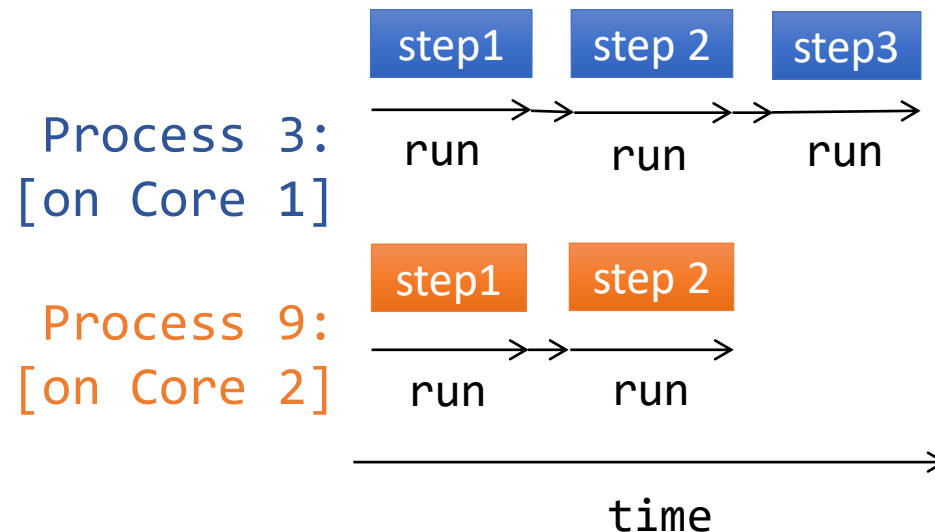 step1 step 2 step3
Process 3:
[on Core 1]
run run run
step1 step 2
Process 9:
[on Core 2]
run run
time